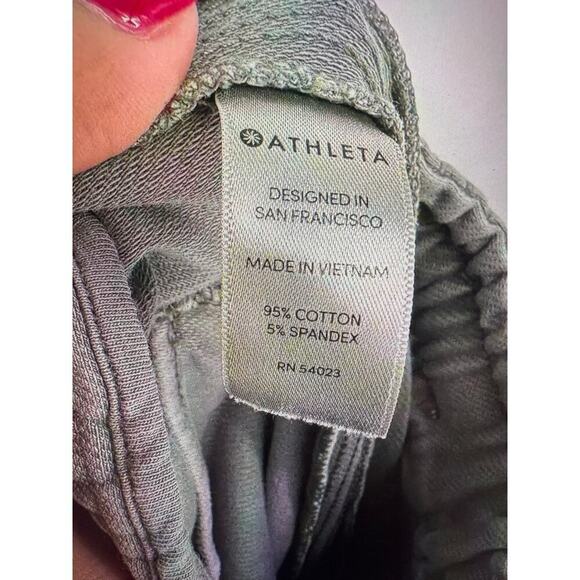 ATHLETA
DESIGNED IN
SAN FRANCISCO
MADE IN VIETNAM
95% COTTON
5% SPANDEX
RN 54023